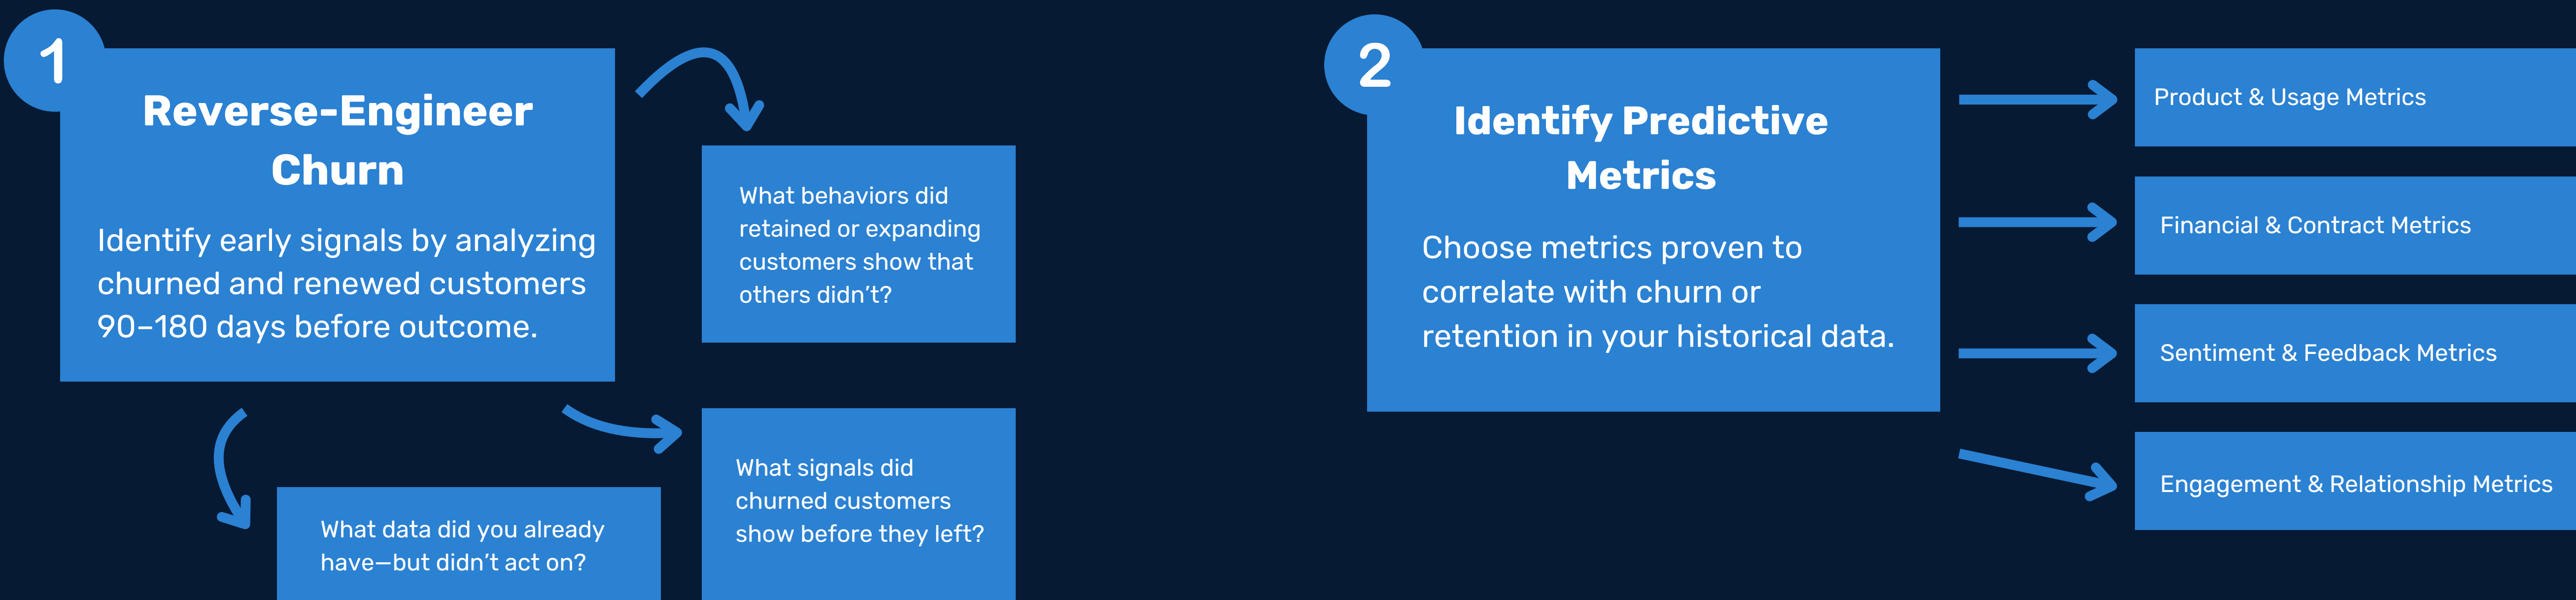 1
Reverse-Engineer
Churn
Identify early signals by analyzing
churned and renewed customers
90–180 days before outcome.
What behaviors did
retained or expanding
customers show that
others didn’t?
What signals did
churned customers
show before they left?
What data did you already
have—but didn’t act on?
2
Identify Predictive
Metrics
Choose metrics proven to
correlate with churn or
retention in your historical data.
Product & Usage Metrics
Financial & Contract Metrics
Sentiment & Feedback Metrics
Engagement & Relationship Metrics